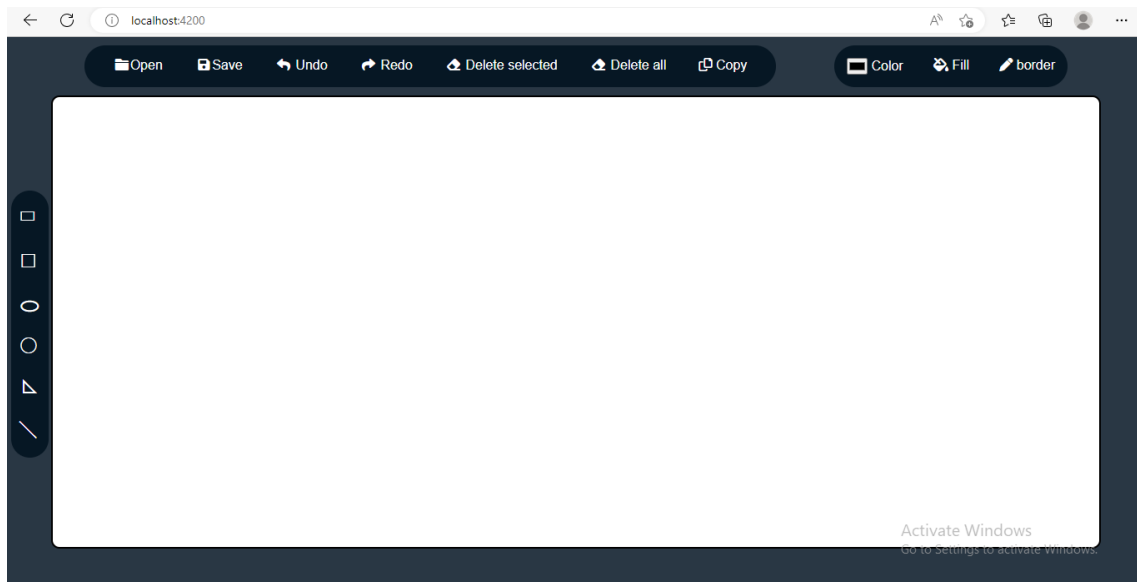 localhost:4200
Open Save Undo Redo Delete selected Delete all Copy Color Fill border
Activate Windows
Go to Settings to activate Windows.